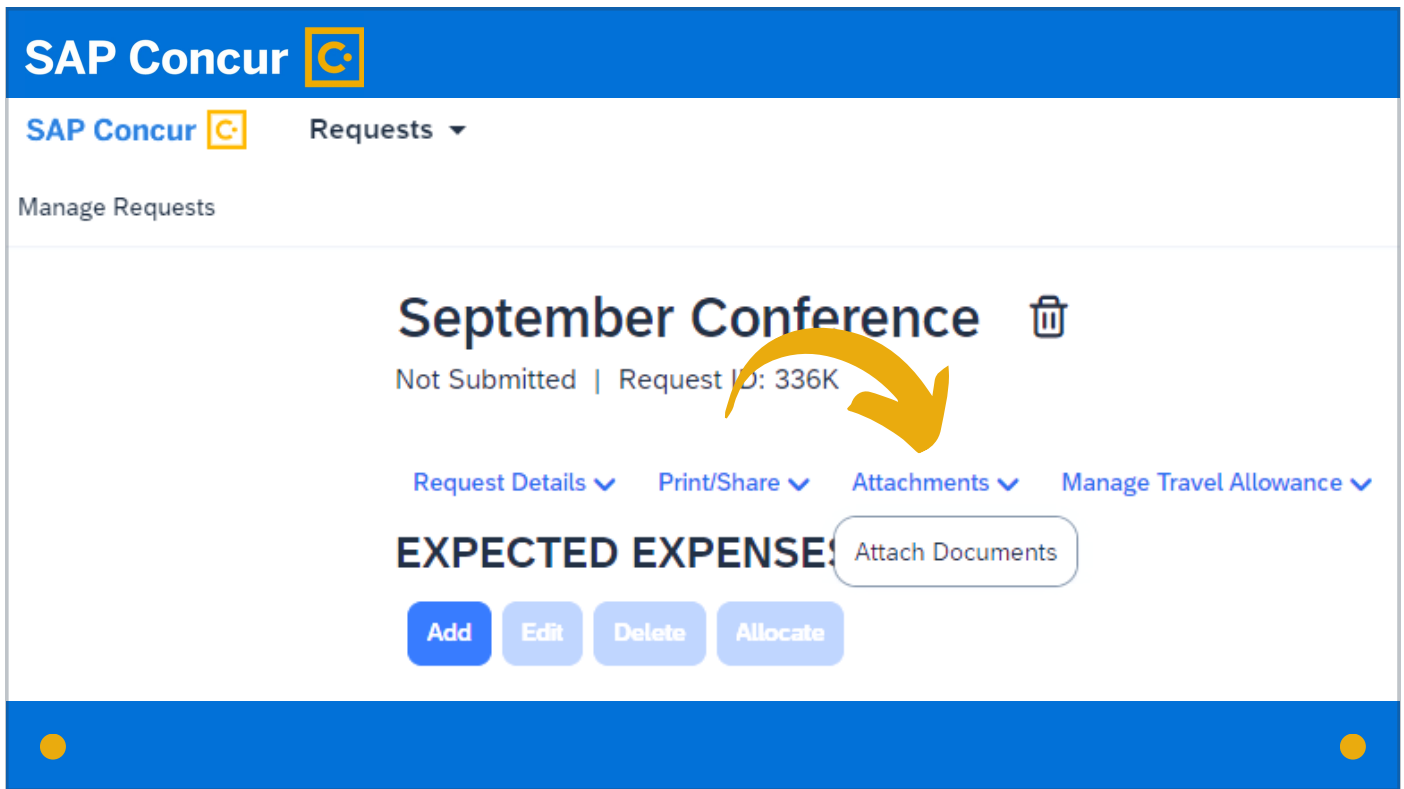 SAP Concur
SAP Concur Requests
Manage Requests
September Conference
Not Submitted | Request ID: 336K
Request Details Print/Share Attachments Manage Travel Allowance
EXPECTED EXPENSES Attach Documents
Add Edit Delete Allocate